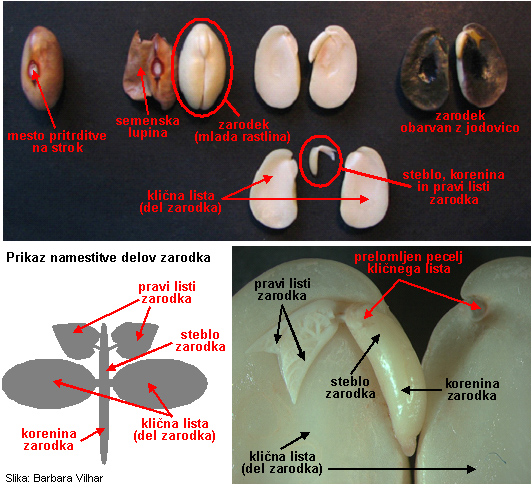 mesto pritrditve
na strok
semenska
lupina
zarodek
(mlada rastlina)
zarodek
obarvan z jodovico
klična lista
(del zarodka)
steblo, korenina
in pravi listi
zarodka
Prikaz namestitve delov zarodka
pravi listi
zarodka
steblo
zarodka
korenina
zarodka
klična lista
(del zarodka)
Slika: Barbara Vilhar
prelomljen pecelj
kličnega lista
pravi listi
zarodka
steblo
zarodka
korenina
zarodka
klična lista
(del zarodka)